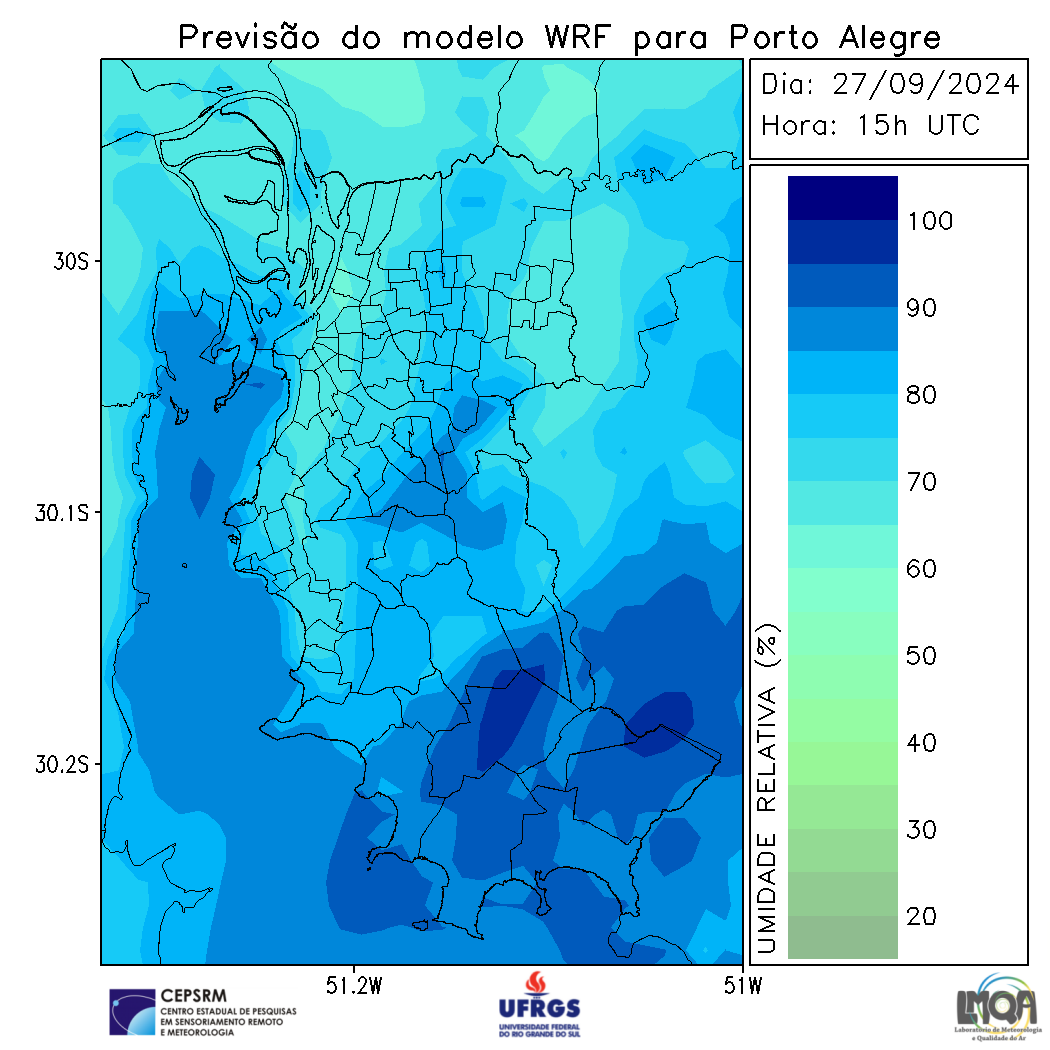 Previsão do modelo WRF para Porto Alegre
Dia: 27/09/2024
Hora: 15h UTC
100
90
80
70
60
50
40
30
20
UMIDADE RELATIVA (%)
30S
30.1S
30.2S
51.2W
51W
CEPSRM
CENTRO ESTADUAL DE PESQUISAS
EM SENSORIAMENTO REMOTO
E METEOROLOGIA
UFRGS
UNIVERSIDADE FEDERAL
DO RIO GRANDE DO SUL
LMQA
Laboratório de Meteorologia
e Qualidade do Ar